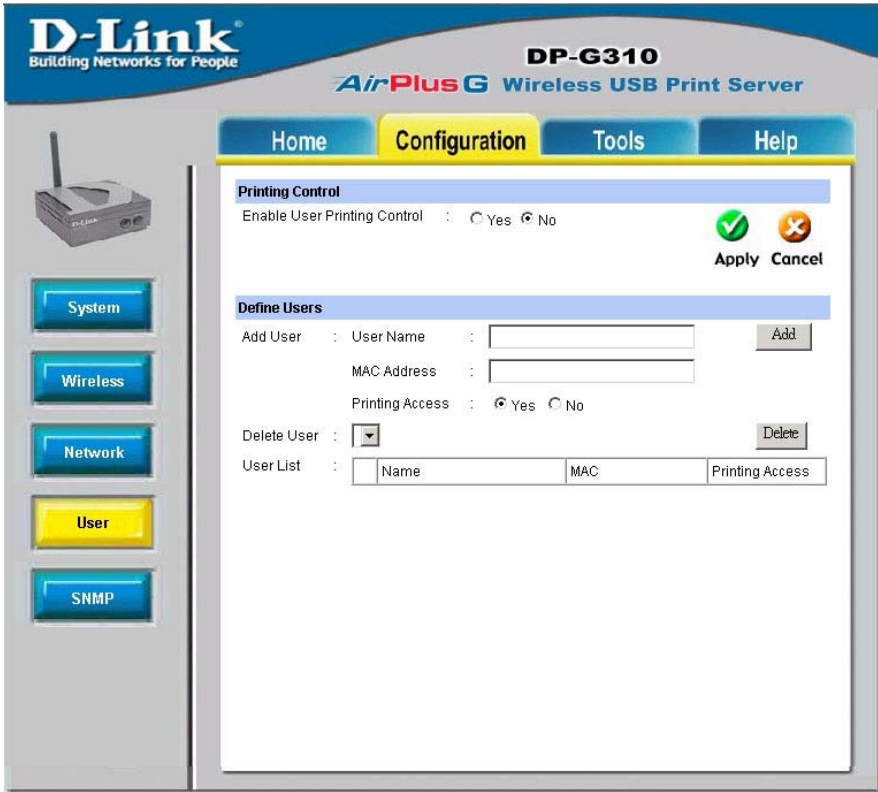 D-Link
Building Networks for People
DP-G310
AirPlus G Wireless USB Print Server
Home Configuration Tools Help
D-Link
System
Wireless
Network
User
SNMP
Printing Control
Enable User Printing Control : Yes No
Apply Cancel
Define Users
Add User : User Name : Add
MAC Address :
Printing Access : Yes No
Delete User : Delete
User List : Name MAC Printing Access